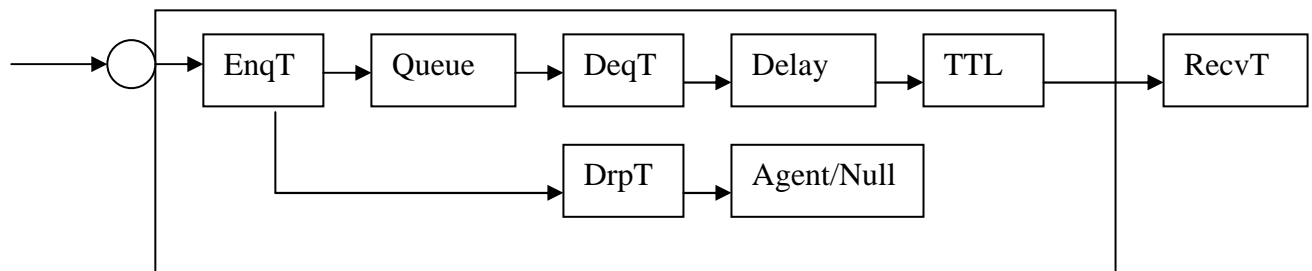 EnqT
Queue
DeqT
Delay
TTL
RecvT
DrpT
Agent/Null